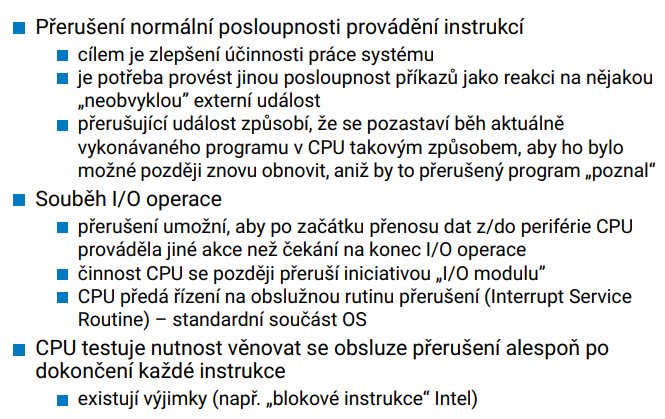 Přerušení normální posloupnosti provádění instrukcí
cílem je zlepšení účinnosti práce systému
je potřeba provést jinou posloupnost příkazů jako reakci na nějakou
„neobvyklou” externí událost
přerušující událost způsobí, že se pozastaví běh aktuálně
vykonávaného programu v CPU takovým způsobem, aby ho bylo
možné později znovu obnovit, aniž by to přerušený program „poznal“
Souběh I/O operace
přerušení umožní, aby po začátku přenosu dat z/do periférie CPU
prováděla jiné akce než čekání na konec I/O operace
činnost CPU se později přeruší iniciativou „I/O modulu”
CPU předá řízení na obslužnou rutinu přerušení (Interrupt Service
Routine) – standardní součást OS
CPU testuje nutnost věnovat se obsluze přerušení alespoň po
dokončení každé instrukce
existují výjimky (např. „blokové instrukce“ Intel)